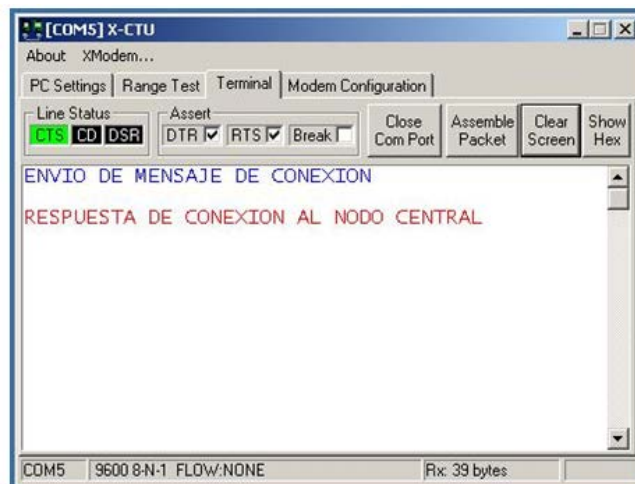 [COM5] X-CTU
About XModem...
PC Settings Range Test Terminal Modem Configuration
Line Status Assert
CTS CD DSR DTR RTS Break
Close Com Port
Assemble Packet
Clear Screen
Show Hex
ENVIO DE MENSAJE DE CONEXION
RESPUESTA DE CONEXION AL NODO CENTRAL
COM5 9600 8-N-1 FLOW:NONE Rx: 39 bytes